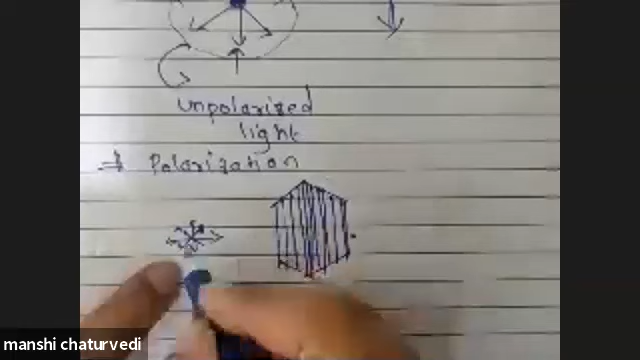 unpolarized
light
→ Polarization
manshi chaturvedi